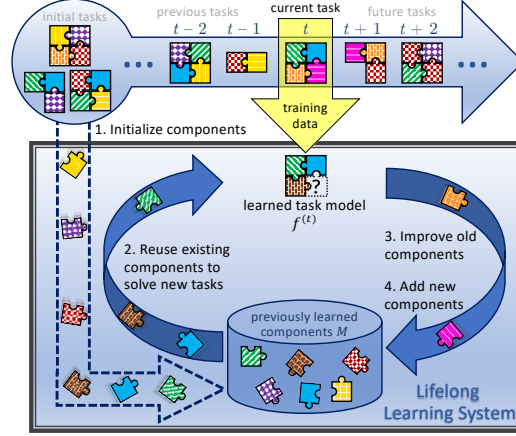 initial tasks
previous tasks
current task
future tasks
t − 2
t − 1
t
t + 1
t + 2
training
data
1. Initialize components
?
learned task model
f^(t)
2. Reuse existing
components to
solve new tasks
3. Improve old
components
4. Add new
components
previously learned
components M
Lifelong
Learning System